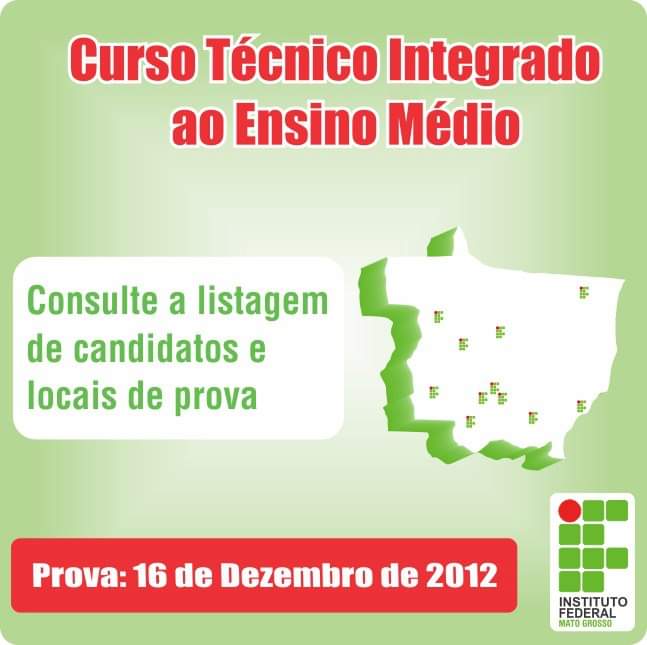 Curso Técnico Integrado
ao Ensino Médio
Consulte a listagem
de candidatos e
locais de prova
Prova: 16 de Dezembro de 2012
INSTITUTO
FEDERAL
MATO GROSSO